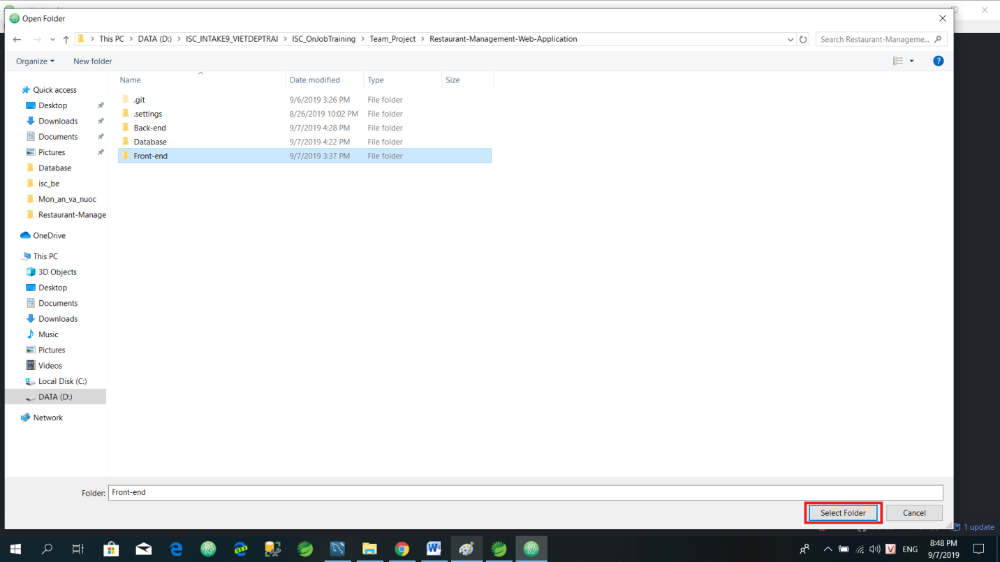 Open Folder
This PC > DATA (D:) > ISC_INTAKE9_VIETDEPTRAI > ISC_OnJobTraining > Team_Project > Restaurant-Management-Web-Application
Search Restaurant-Manageme...
Organize
New folder
Name Date modified Type Size
.git 9/6/2019 3:26 PM File folder
.settings 8/26/2019 10:02 PM File folder
Back-end 9/7/2019 4:28 PM File folder
Database 9/7/2019 4:22 PM File folder
Front-end 9/7/2019 3:37 PM File folder
Quick access
Desktop
Downloads
Documents
Pictures
Database
isc_be
Mon_an_va_nuoc
Restaurant-Manage
OneDrive
This PC
3D Objects
Desktop
Documents
Downloads
Music
Pictures
Videos
Local Disk (C:)
DATA (D:)
Network
Folder: Front-end
Select Folder
Cancel
1 update
ENG
8:48 PM
9/7/2019